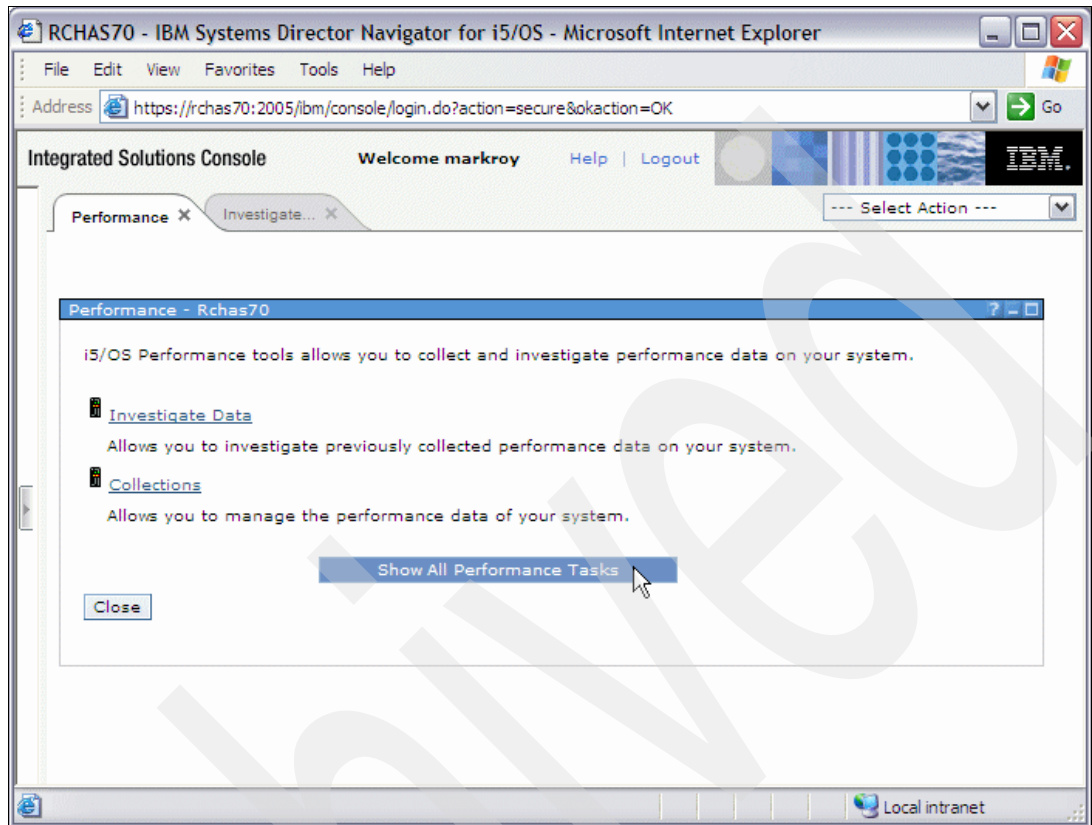 RCHAS70 - IBM Systems Director Navigator for i5/OS - Microsoft Internet Explorer
File Edit View Favorites Tools Help
Address https://rchas70:2005/ibm/console/login.do?action=secure&okaction=OK Go
Integrated Solutions Console Welcome markroy Help | Logout IBM.
Performance X Investigate... X --- Select Action ---
Performance - Rchas70 ? - □
i5/OS Performance tools allows you to collect and investigate performance data on your system.
Investigate Data
Allows you to investigate previously collected performance data on your system.
Collections
Allows you to manage the performance data of your system.
Show All Performance Tasks
Close
Local intranet
hived